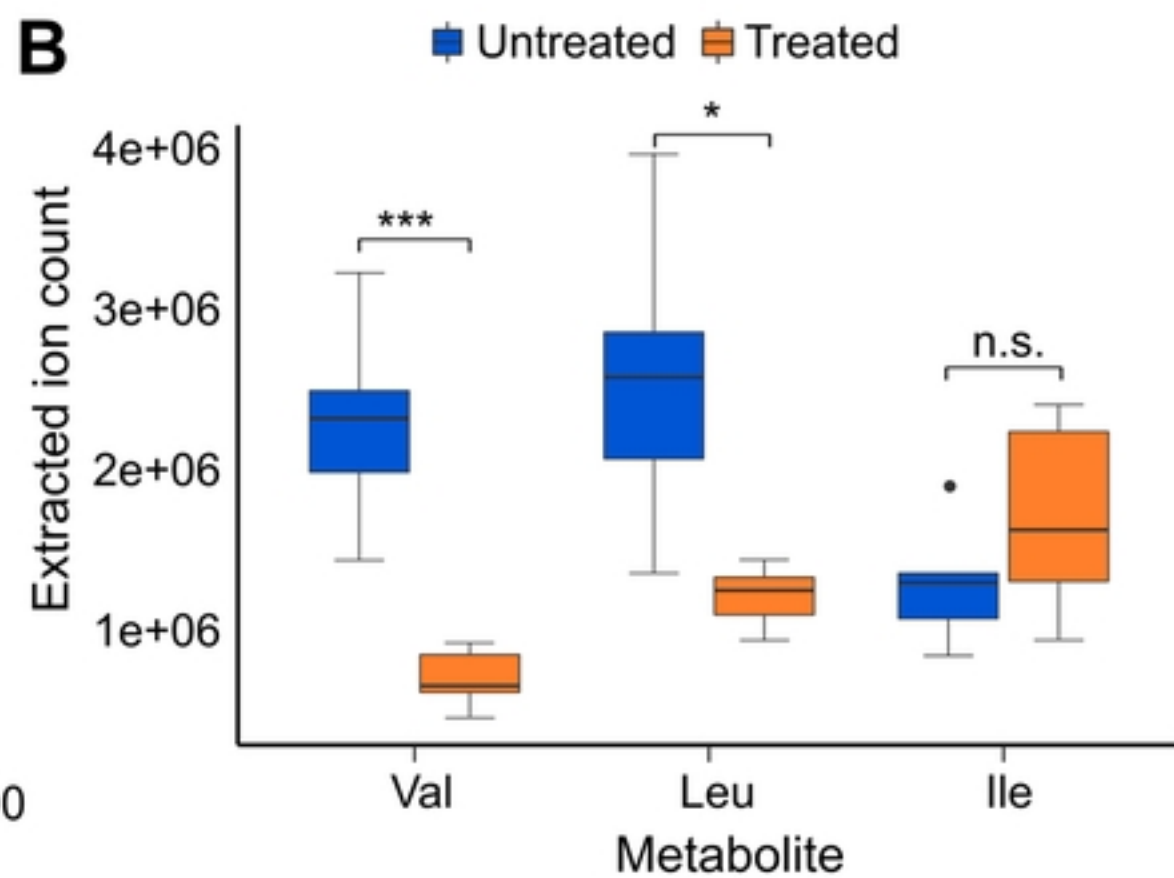 B
Untreated Treated
*
4e+06
***
3e+06
n.s.
2e+06
1e+06
Extracted ion count
Val Leu Ile
0
Metabolite